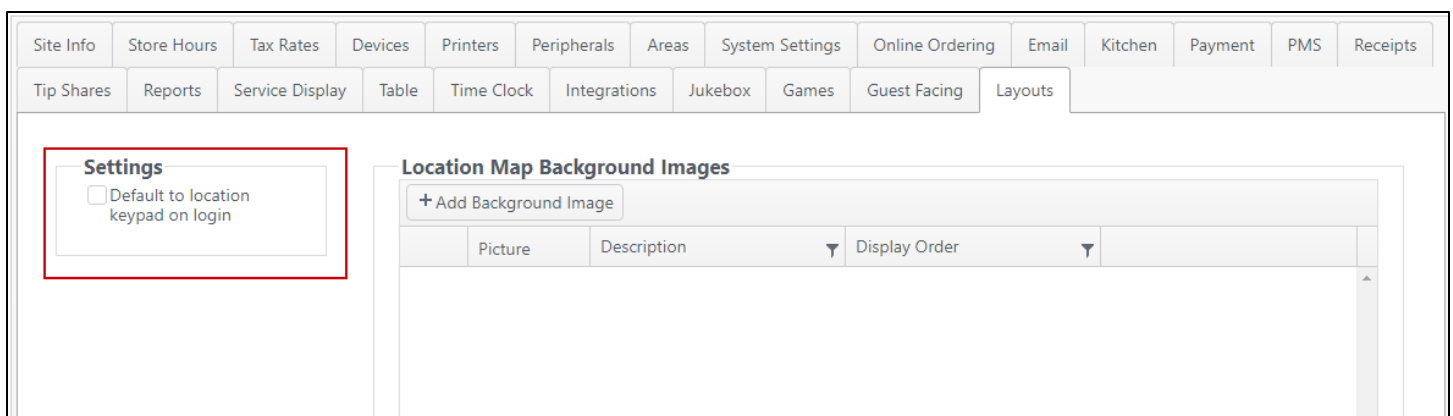 Site Info Store Hours Tax Rates Devices Printers Peripherals Areas System Settings Online Ordering Email Kitchen Payment PMS Receipts
Tip Shares Reports Service Display Table Time Clock Integrations Jukebox Games Guest Facing Layouts
Settings
Default to location
keypad on login
Location Map Background Images
+ Add Background Image
Picture Description Display Order